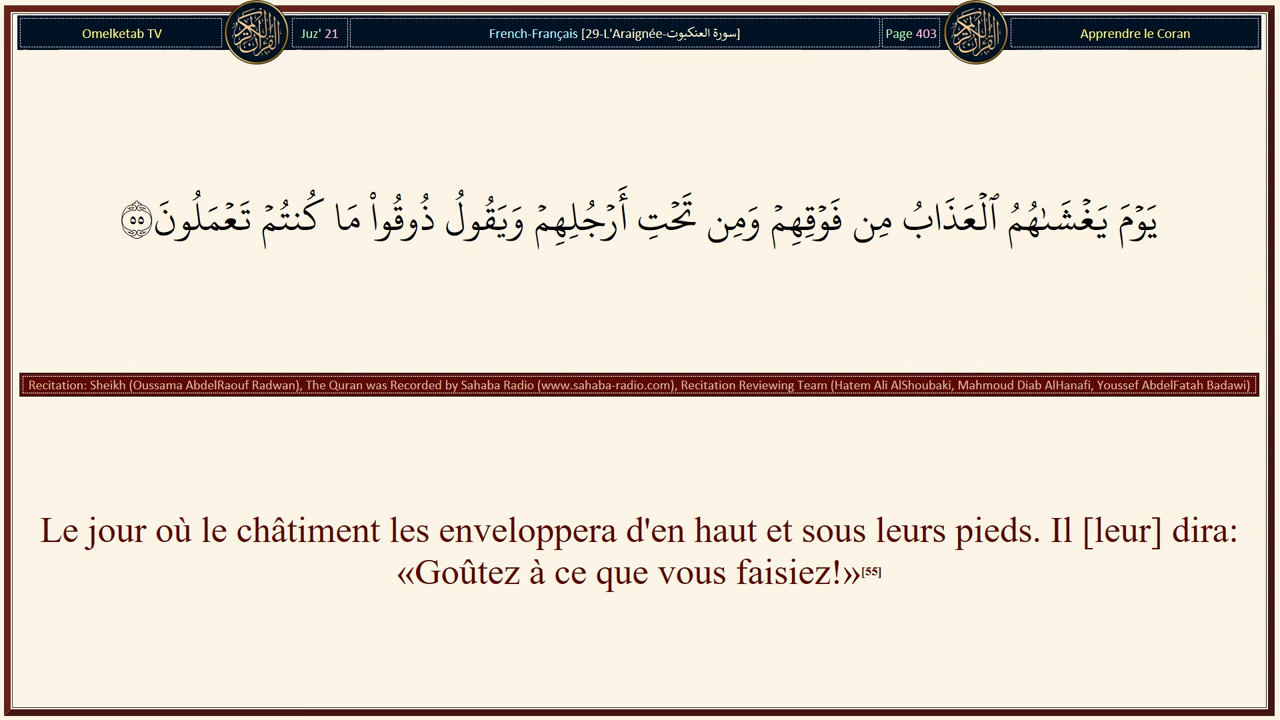 Omelketab TV
Juz' 21
French-Français [29-L'Araignée-سورة العنكبوت]
Page 403
Apprendre le Coran
يَوۡمَ يَغۡشَىٰهُمُ ٱلۡعَذَابُ مِن فَوۡقِهِمۡ وَمِن تَحۡتِ أَرۡجُلِهِمۡ وَيَقُولُ ذُوقُواْ مَا كُنتُمۡ تَعۡمَلُونَ ٥٥
Recitation: Sheikh (Oussama AbdelRaouf Radwan), The Quran was Recorded by Sahaba Radio (www.sahaba-radio.com), Recitation Reviewing Team (Hatem Ali AlShoubaki, Mahmoud Diab AlHanafi, Youssef AbdelFatah Badawi)
Le jour où le châtiment les enveloppera d'en haut et sous leurs pieds. Il [leur] dira:
«Goûtez à ce que vous faisiez!»[55]